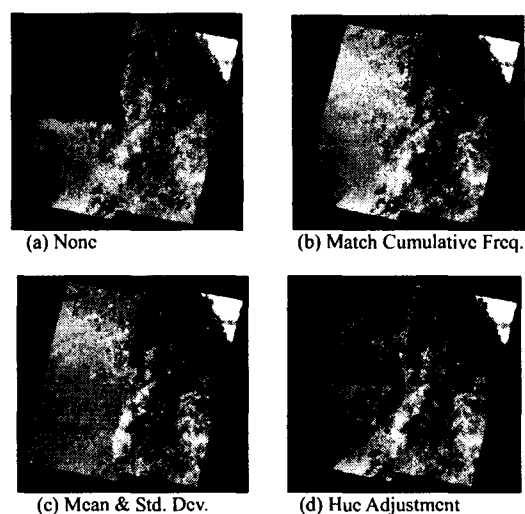 (a) None
(b) Match Cumulative Freq.
(c) Mean & Std. Dev.
(d) Hue Adjustment